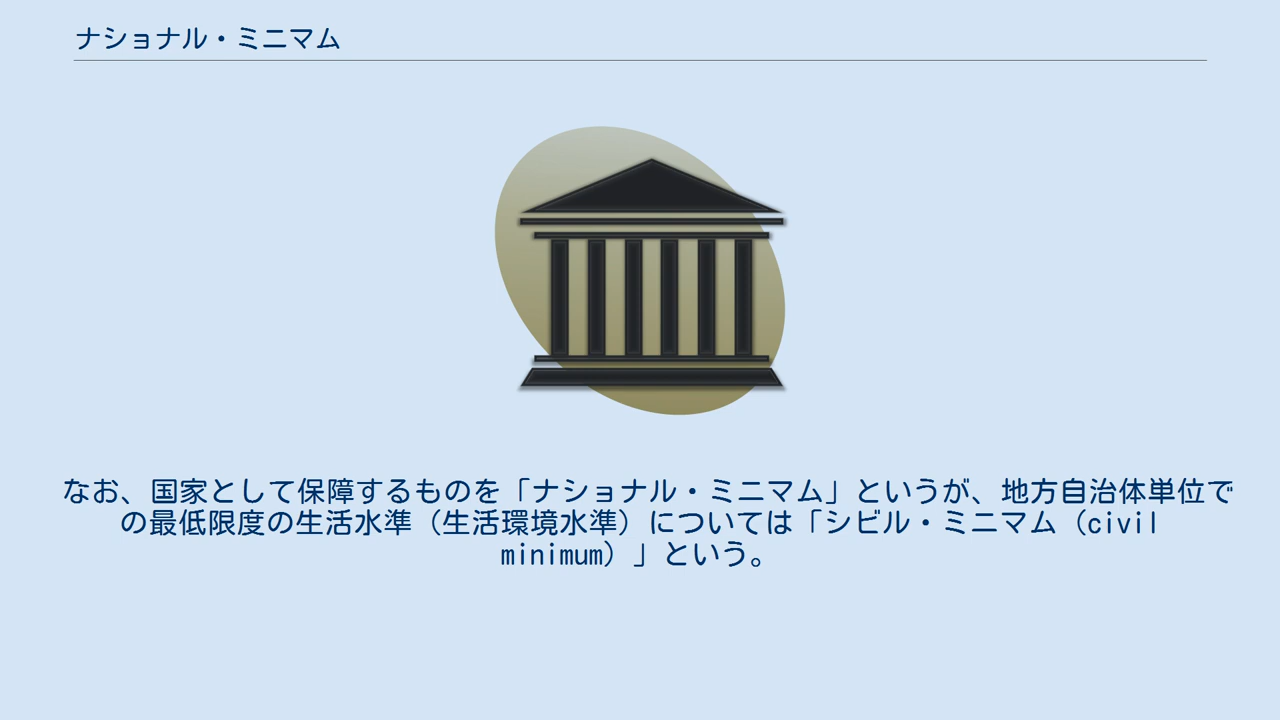 ナショナル・ミニマム
なお、国家として保障するものを「ナショナル・ミニマム」というが、地方自治体単位で
の最低限度の生活水準（生活環境水準）については「シビル・ミニマム（civil
minimum）」という。